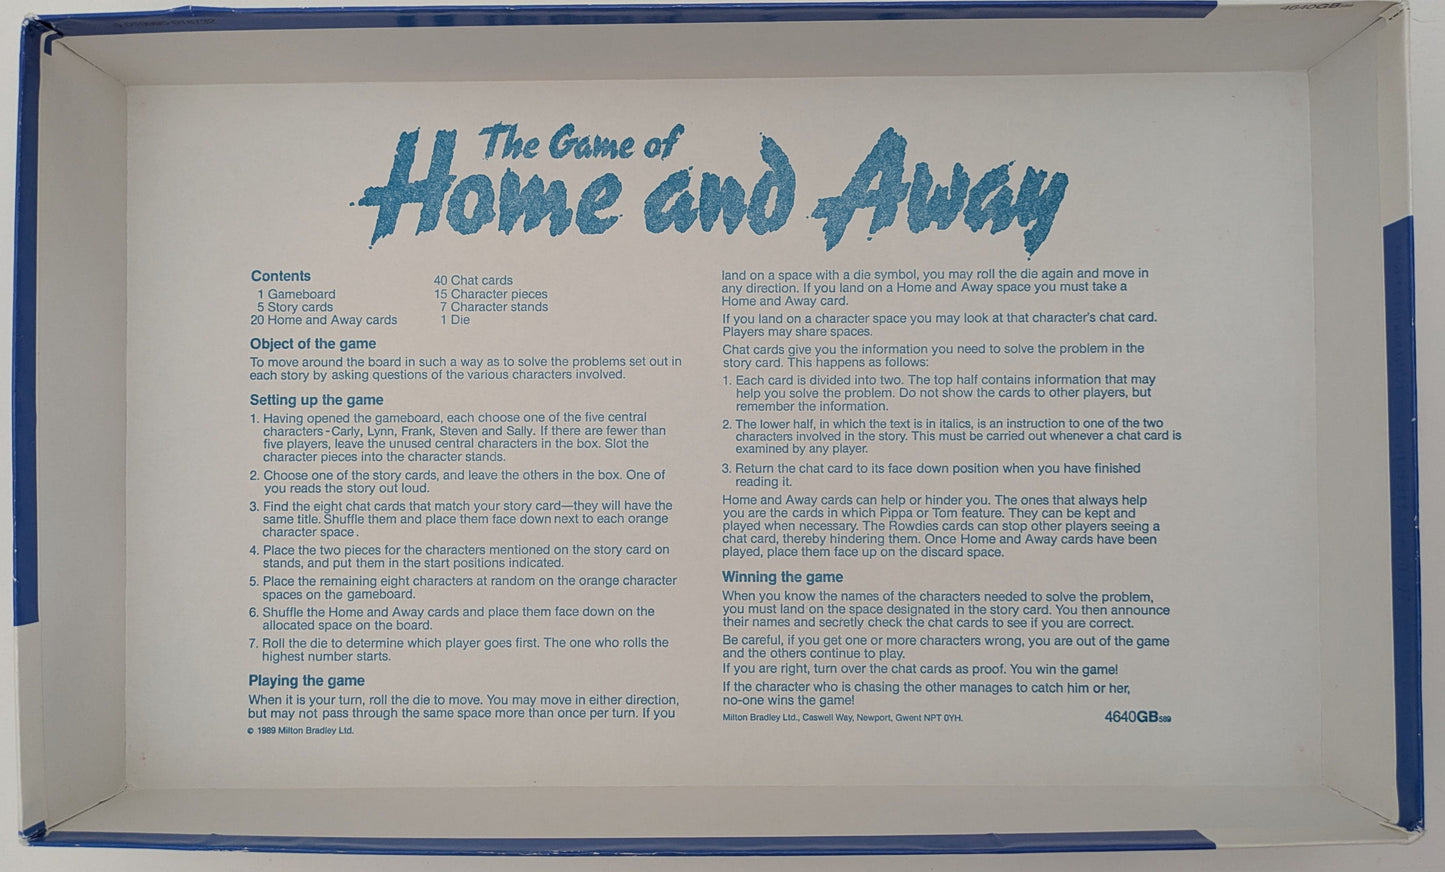 4640GB589
The Game of
Home and Away
Contents
1 Gameboard
5 Story cards
20 Home and Away cards
40 Chat cards
15 Character pieces
7 Character stands
1 Die
Object of the game
To move around the board in such a way as to solve the problems set out in
each story by asking questions of the various characters involved.
Setting up the game
1. Having opened the gameboard, each choose one of the five central
characters - Carly, Lynn, Frank, Steven and Sally. If there are fewer than
five players, leave the unused central characters in the box. Slot the
character pieces into the character stands.
2. Choose one of the story cards, and leave the others in the box. One of
you reads the story out loud.
3. Find the eight chat cards that match your story card—they will have the
same title. Shuffle them and place them face down next to each orange
character space.
4. Place the two pieces for the characters mentioned on the story card on
stands, and put them in the start positions indicated.
5. Place the remaining eight characters at random on the orange character
spaces on the gameboard.
6. Shuffle the Home and Away cards and place them face down on the
allocated space on the board.
7. Roll the die to determine which player goes first. The one who rolls the
highest number starts.
Playing the game
When it is your turn, roll the die to move. You may move in either direction,
but may not pass through the same space more than once per turn. If you
© 1989 Milton Bradley Ltd.
land on a space with a die symbol, you may roll the die again and move in
any direction. If you land on a Home and Away space you must take a
Home and Away card.
If you land on a character space you may look at that character's chat card.
Players may share spaces.
Chat cards give you the information you need to solve the problem in the
story card. This happens as follows:
1. Each card is divided into two. The top half contains information that may
help you solve the problem. Do not show the cards to other players, but
remember the information.
2. The lower half, in which the text is in italics, is an instruction to one of the two
characters involved in the story. This must be carried out whenever a chat card is
examined by any player.
3. Return the chat card to its face down position when you have finished
reading it.
Home and Away cards can help or hinder you. The ones that always help
you are the cards in which Pippa or Tom feature. They can be kept and
played when necessary. The Rowdies cards can stop other players seeing a
chat card, thereby hindering them. Once Home and Away cards have been
played, place them face up on the discard space.
Winning the game
When you know the names of the characters needed to solve the problem,
you must land on the space designated in the story card. You then announce
their names and secretly check the chat cards to see if you are correct.
Be careful, if you get one or more characters wrong, you are out of the game
and the others continue to play.
If you are right, turn over the chat cards as proof. You win the game!
If the character who is chasing the other manages to catch him or her,
no-one wins the game!
Milton Bradley Ltd., Caswell Way, Newport, Gwent NPT 0YH.
4640GB589